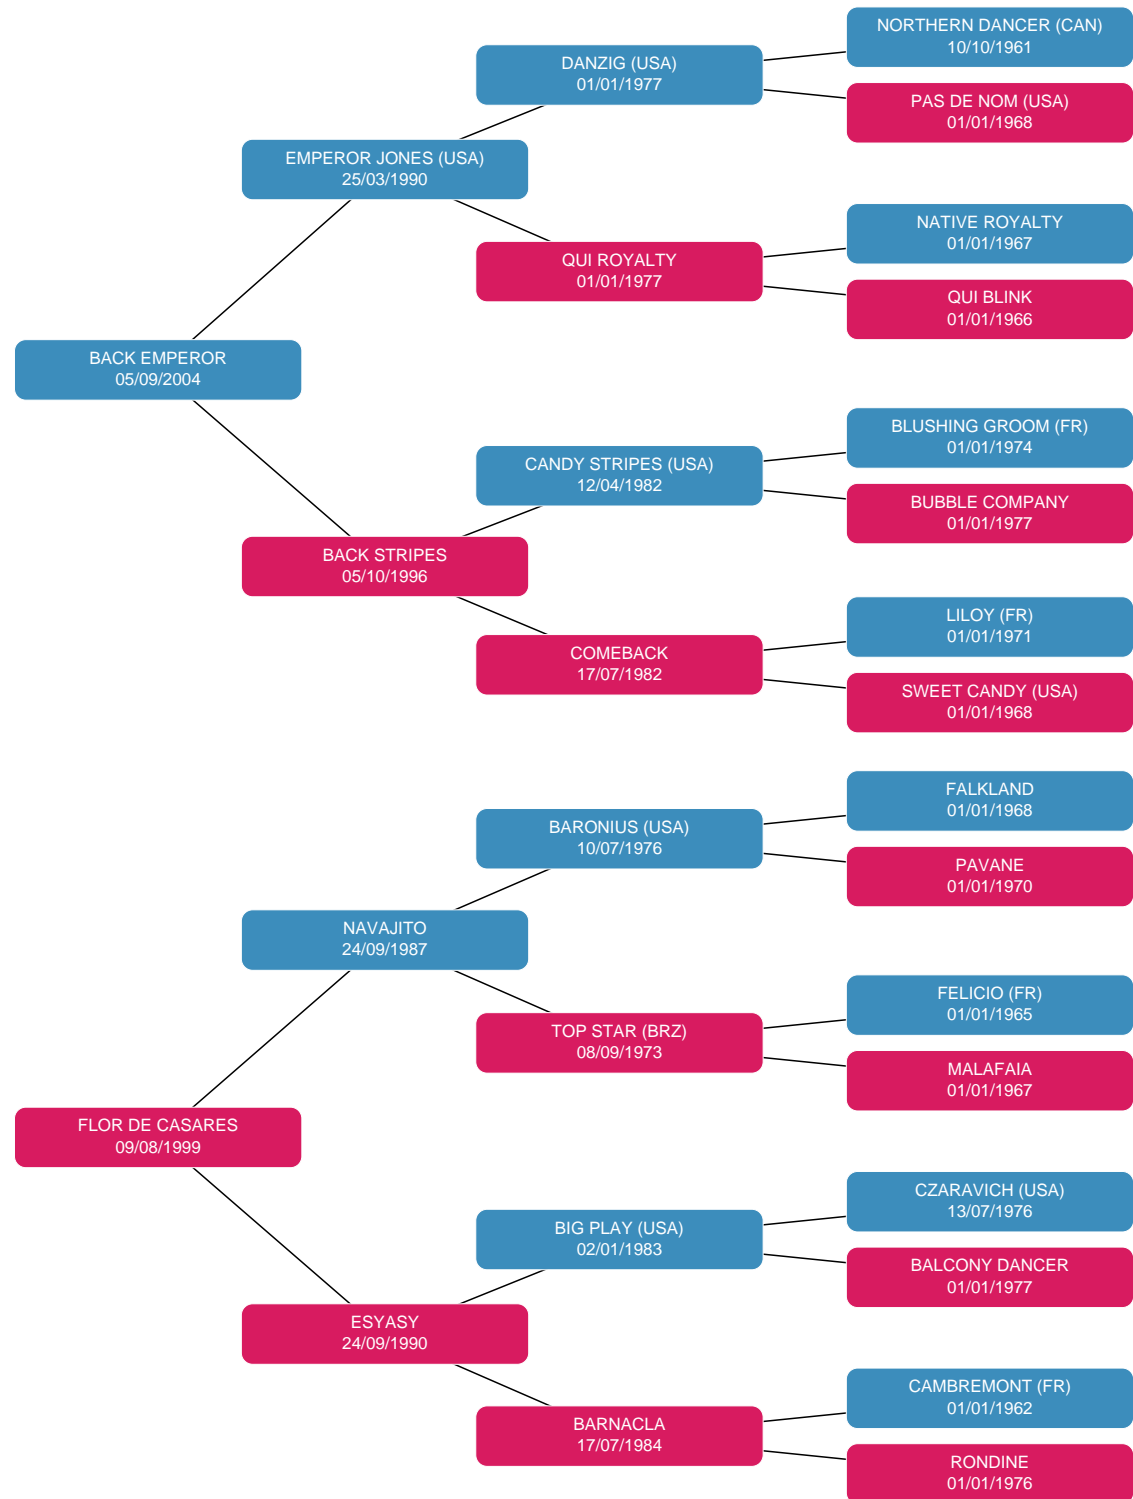 NORTHERN DANCER (CAN)
10/10/1961
DANZIG (USA)
01/01/1977
PAS DE NOM (USA)
01/01/1968
EMPEROR JONES (USA)
25/03/1990
NATIVE ROYALTY
01/01/1967
QUI ROYALTY
01/01/1977
QUI BLINK
01/01/1966
BACK EMPEROR
05/09/2004
BLUSHING GROOM (FR)
01/01/1974
CANDY STRIPES (USA)
12/04/1982
BUBBLE COMPANY
01/01/1977
BACK STRIPES
05/10/1996
LILOY (FR)
01/01/1971
COMEBACK
17/07/1982
SWEET CANDY (USA)
01/01/1968
FALKLAND
01/01/1968
BARONIUS (USA)
10/07/1976
PAVANE
01/01/1970
NAVAJITO
24/09/1987
FELICIO (FR)
01/01/1965
TOP STAR (BRZ)
08/09/1973
MALAFAIA
01/01/1967
FLOR DE CASARES
09/08/1999
CZARAVICH (USA)
13/07/1976
BIG PLAY (USA)
02/01/1983
BALCONY DANCER
01/01/1977
ESYASY
24/09/1990
CAMBREMONT (FR)
01/01/1962
BARNACLA
17/07/1984
RONDINE
01/01/1976